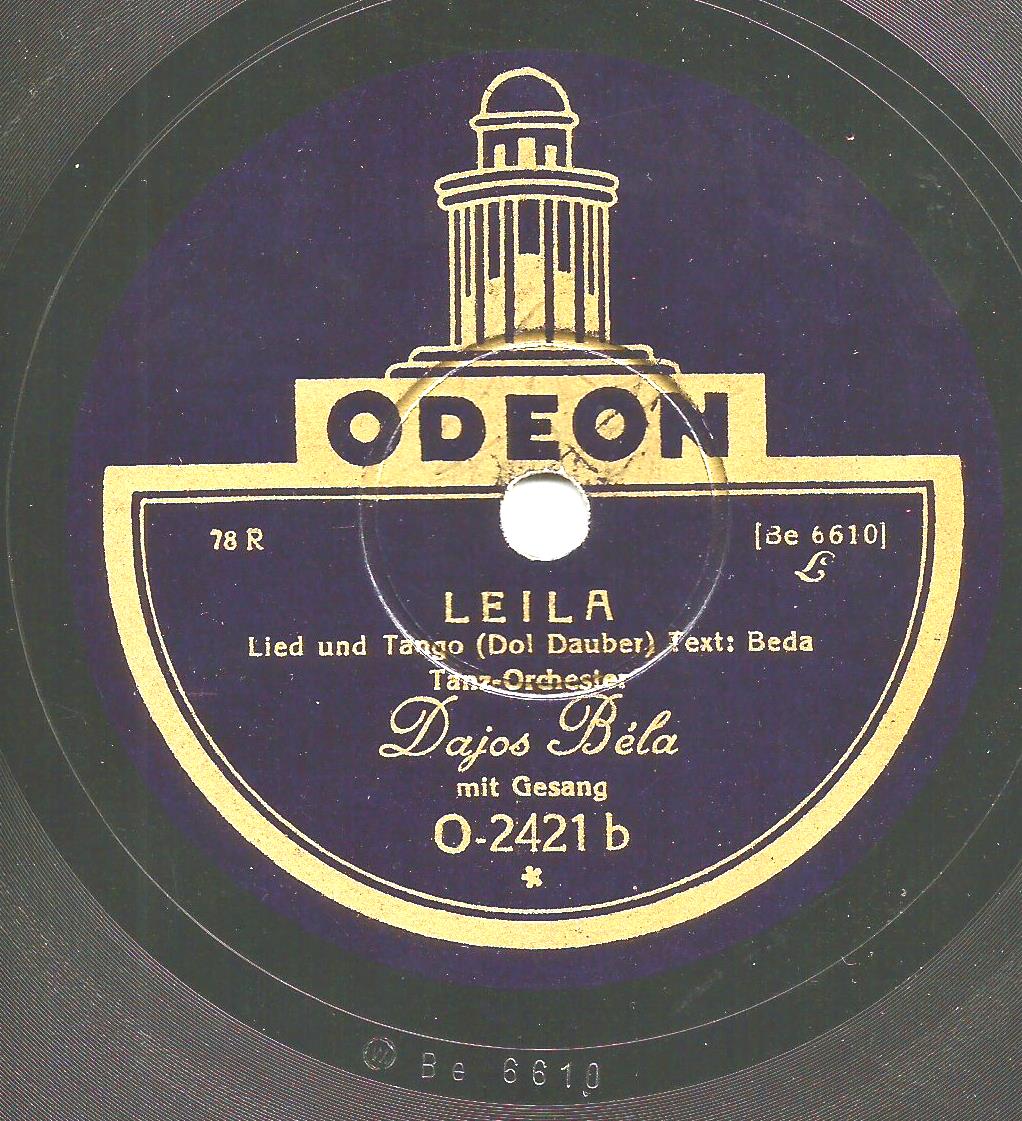 ODEON
78 R [Be 6610]
L
LEILA
Lied und Tango (Dol Dauber) Text: Beda
Tanz-Orchester
Dajos Béla
mit Gesang
O-2421 b
*
Be 6610